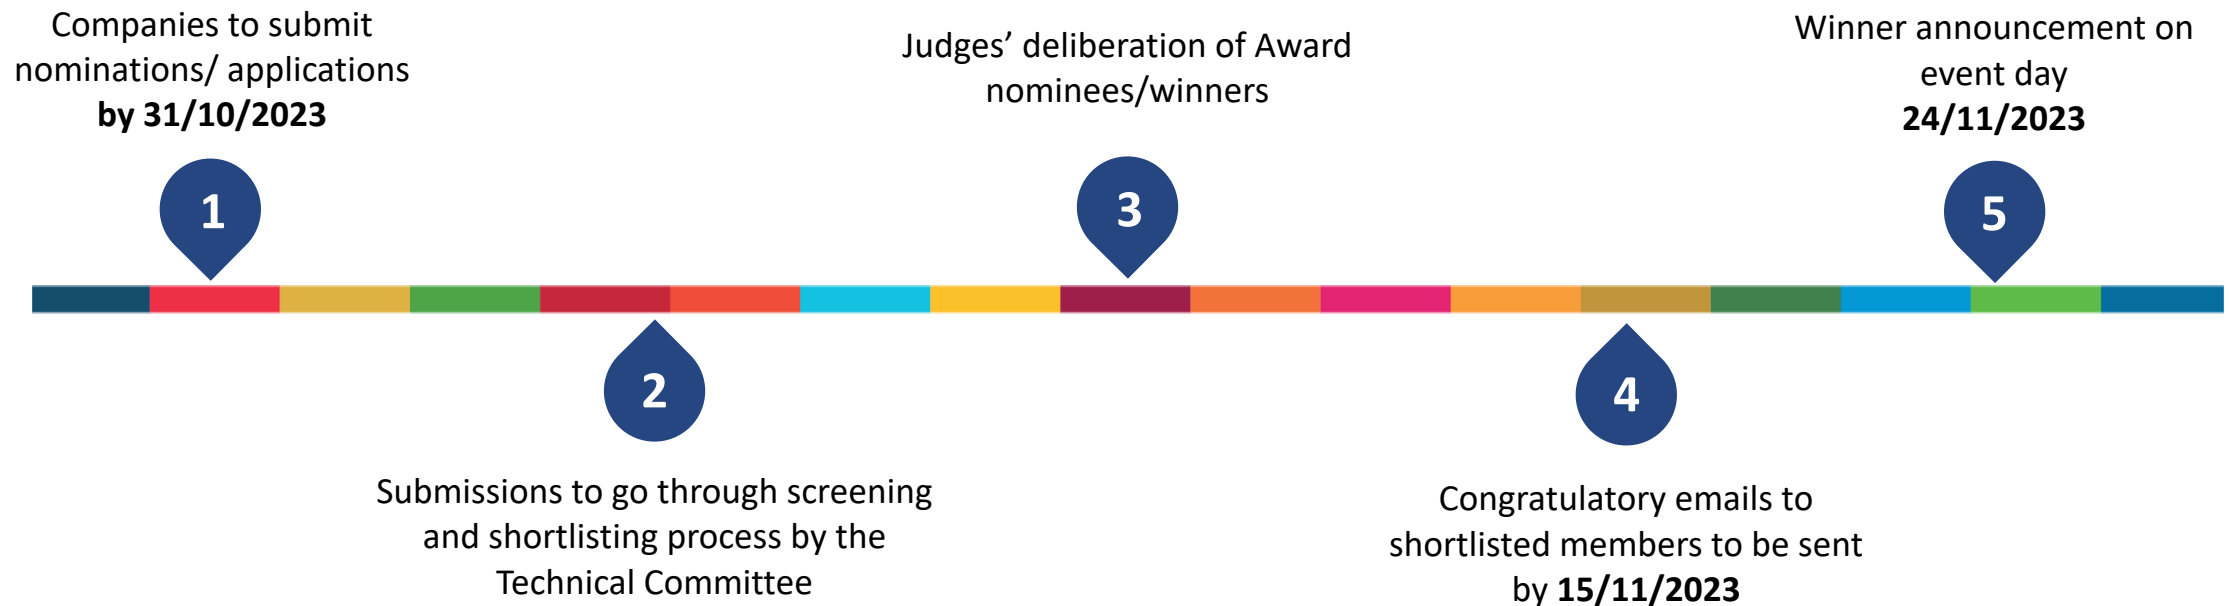 Companies to submit
nominations/ applications
by 31/10/2023
1
Submissions to go through screening
and shortlisting process by the
Technical Committee
2
Judges’ deliberation of Award
nominees/winners
3
Congratulatory emails to
shortlisted members to be sent
by 15/11/2023
4
Winner announcement on
event day
24/11/2023
5